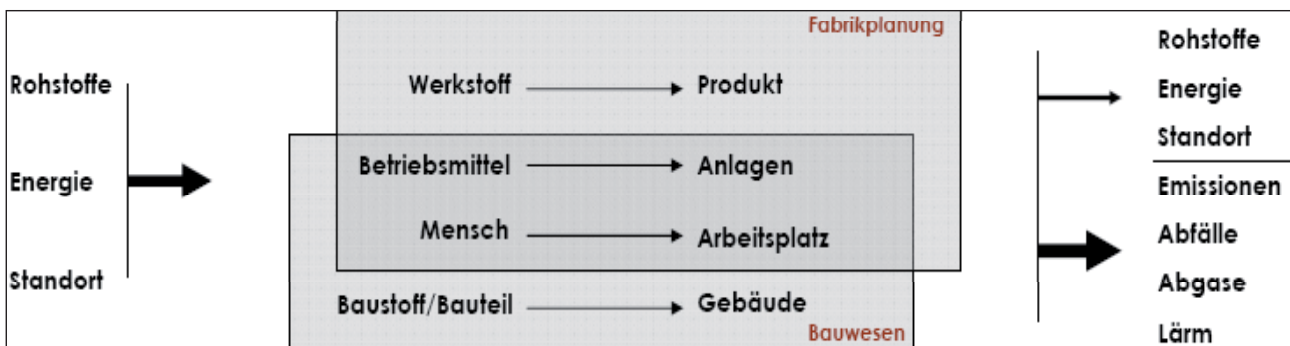 Rohstoffe
Energie
Standort
Fabrikplanung
Werkstoff Produkt
Betriebsmittel Anlagen
Mensch Arbeitsplatz
Baustoff/Bauteil Gebäude
Bauwesen
Rohstoffe
Energie
Standort
Emissionen
Abfälle
Abgase
Lärm